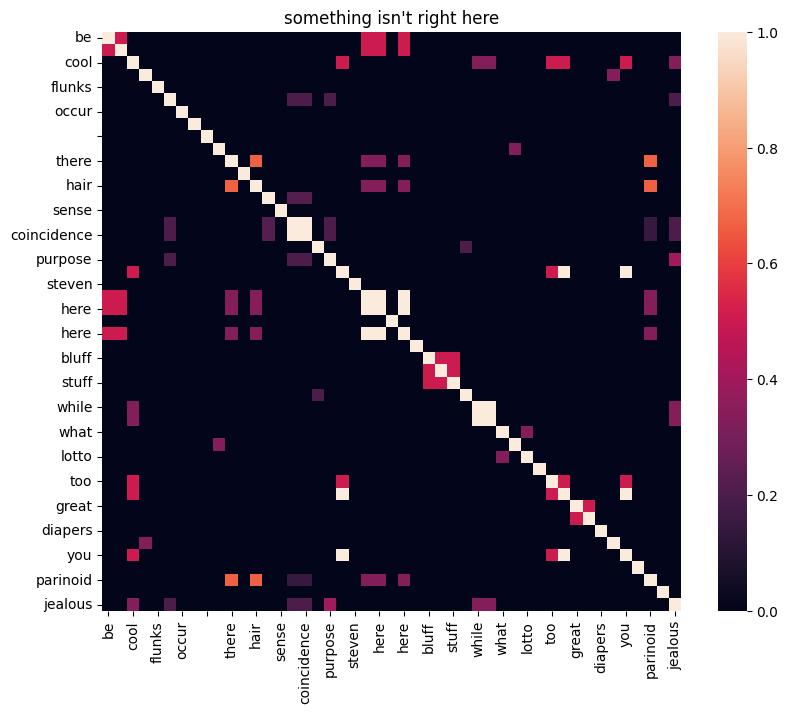 something isn't right here
be
cool
flunks
occur
there
hair
sense
coincidence
purpose
steven
here
here
bluff
stuff
while
what
lotto
too
great
diapers
you
parinoid
jealous
1.0
0.8
0.6
0.4
0.2
0.0
be
cool
flunks
occur
there
hair
sense
coincidence
purpose
steven
here
here
bluff
stuff
while
what
lotto
too
great
diapers
you
parinoid
jealous